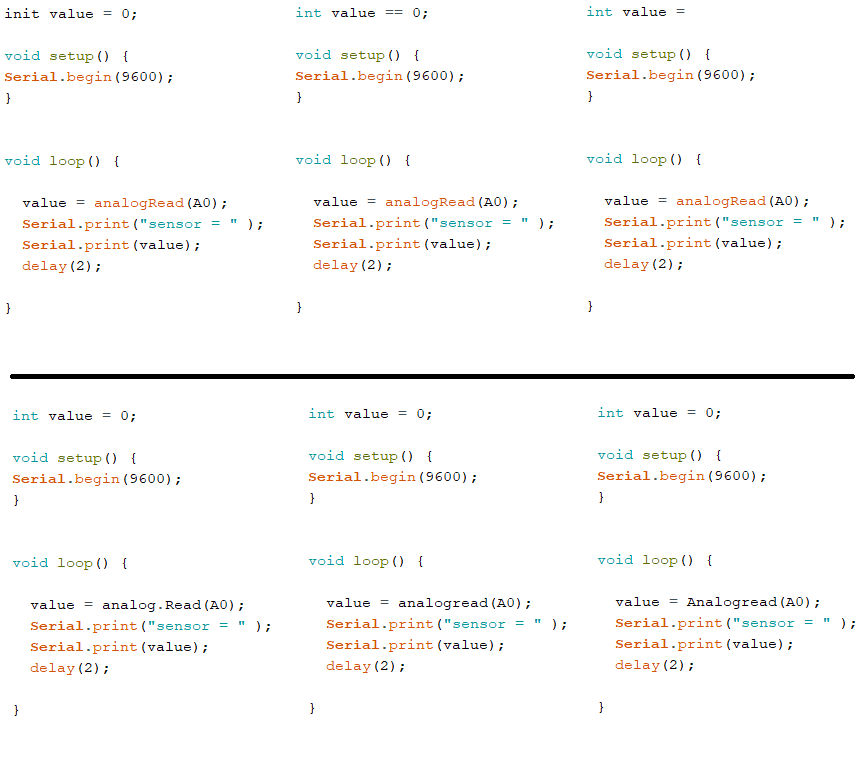 init value = 0;
void setup() {
Serial.begin(9600);
}
void loop() {
value = analogRead(A0);
Serial.print("sensor = " );
Serial.print(value);
delay(2);
}
int value == 0;
void setup() {
Serial.begin(9600);
}
void loop() {
value = analogRead(A0);
Serial.print("sensor = " );
Serial.print(value);
delay(2);
}
int value =
void setup() {
Serial.begin(9600);
}
void loop() {
value = analogRead(A0);
Serial.print("sensor = " );
Serial.print(value);
delay(2);
}
int value = 0;
void setup() {
Serial.begin(9600);
}
void loop() {
value = analog.Read(A0);
Serial.print("sensor = " );
Serial.print(value);
delay(2);
}
int value = 0;
void setup() {
Serial.begin(9600);
}
void loop() {
value = analogread(A0);
Serial.print("sensor = " );
Serial.print(value);
delay(2);
}
int value = 0;
void setup() {
Serial.begin(9600);
}
void loop() {
value = Analogread(A0);
Serial.print("sensor = " );
Serial.print(value);
delay(2);
}